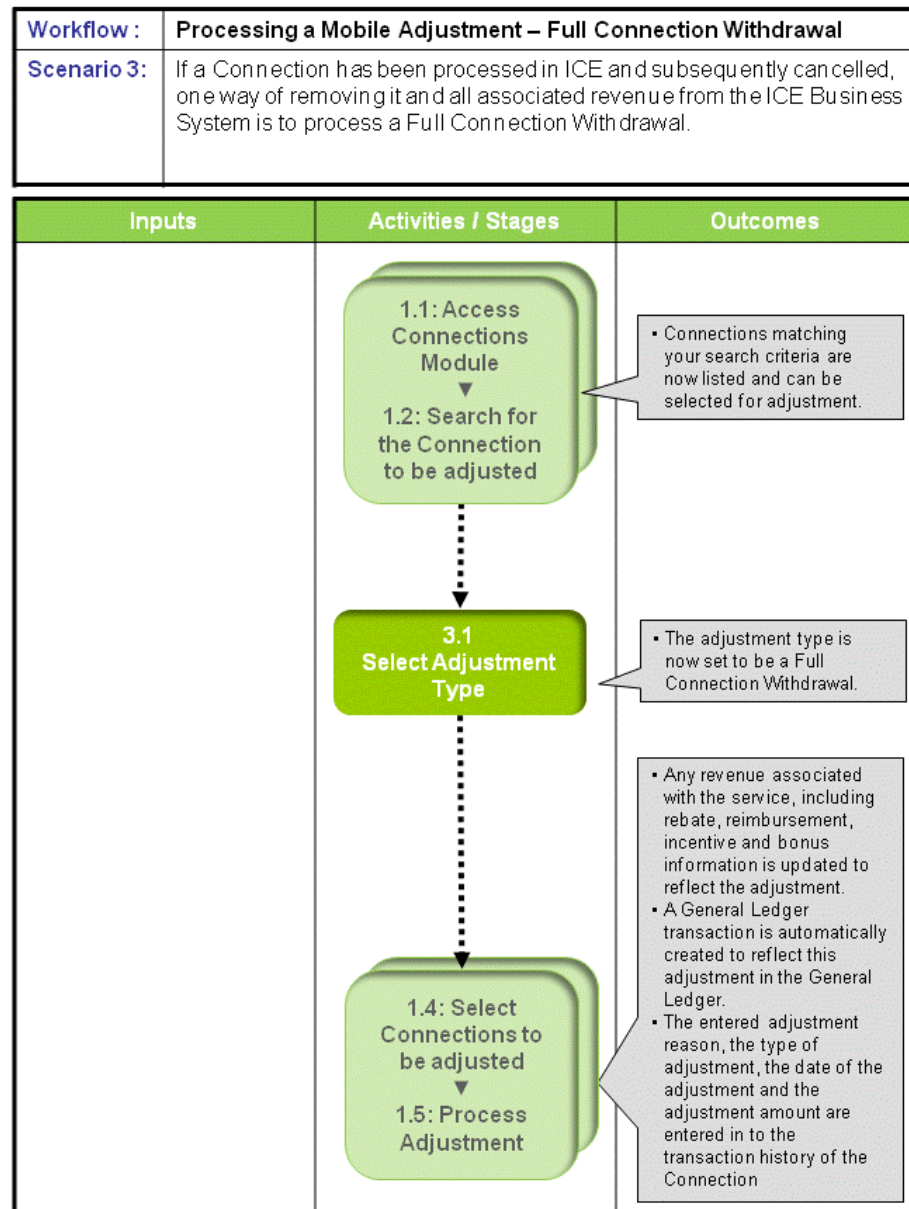 Workflow : Processing a Mobile Adjustment – Full Connection Withdrawal
Scenario 3: If a Connection has been processed in ICE and subsequently cancelled,
one way of removing it and all associated revenue from the ICE Business
System is to process a Full Connection Withdrawal.
Inputs
Activities / Stages
Outcomes
1.1: Access
Connections
Module
▼
1.2: Search for
the Connection
to be adjusted
▪ Connections matching
your search criteria are
now listed and can be
selected for adjustment.
3.1
Select Adjustment
Type
▪ The adjustment type is
now set to be a Full
Connection Withdrawal.
1.4: Select
Connections to
be adjusted
▼
1.5: Process
Adjustment
▪ Any revenue associated
with the service, including
rebate, reimbursement,
incentive and bonus
information is updated to
reflect the adjustment.
▪ A General Ledger
transaction is automatically
created to reflect this
adjustment in the General
Ledger.
▪ The entered adjustment
reason, the type of
adjustment, the date of the
adjustment and the
adjustment amount are
entered in to the
transaction history of the
Connection